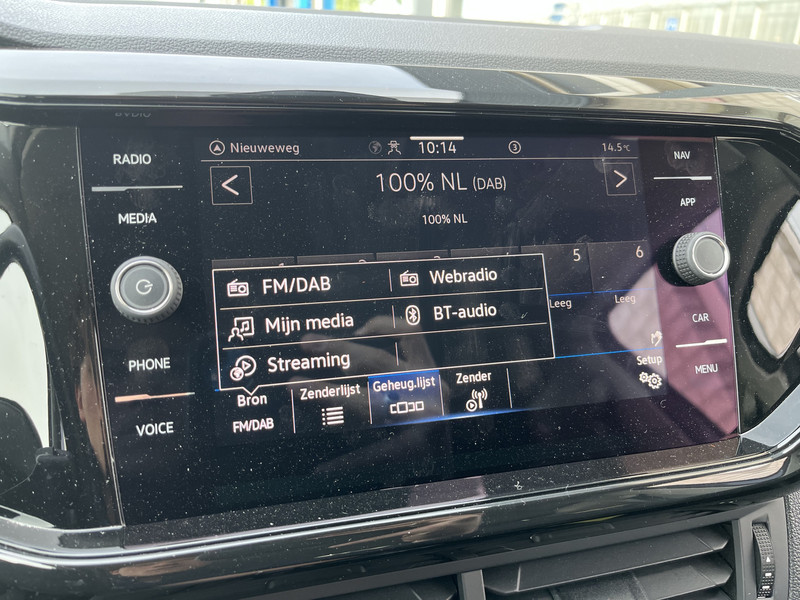 RADIO
MEDIA
PHONE
VOICE
Nieuweweg
10:14
3
14.5°C
<
100% NL (DAB)
>
100% NL
5
6
Leeg
Leeg
FM/DAB
Webradio
Mijn media
BT-audio
Streaming
Bron
FM/DAB
Zenderlijst
Geheug.lijst
Zender
Setup
NAV
APP
CAR
MENU